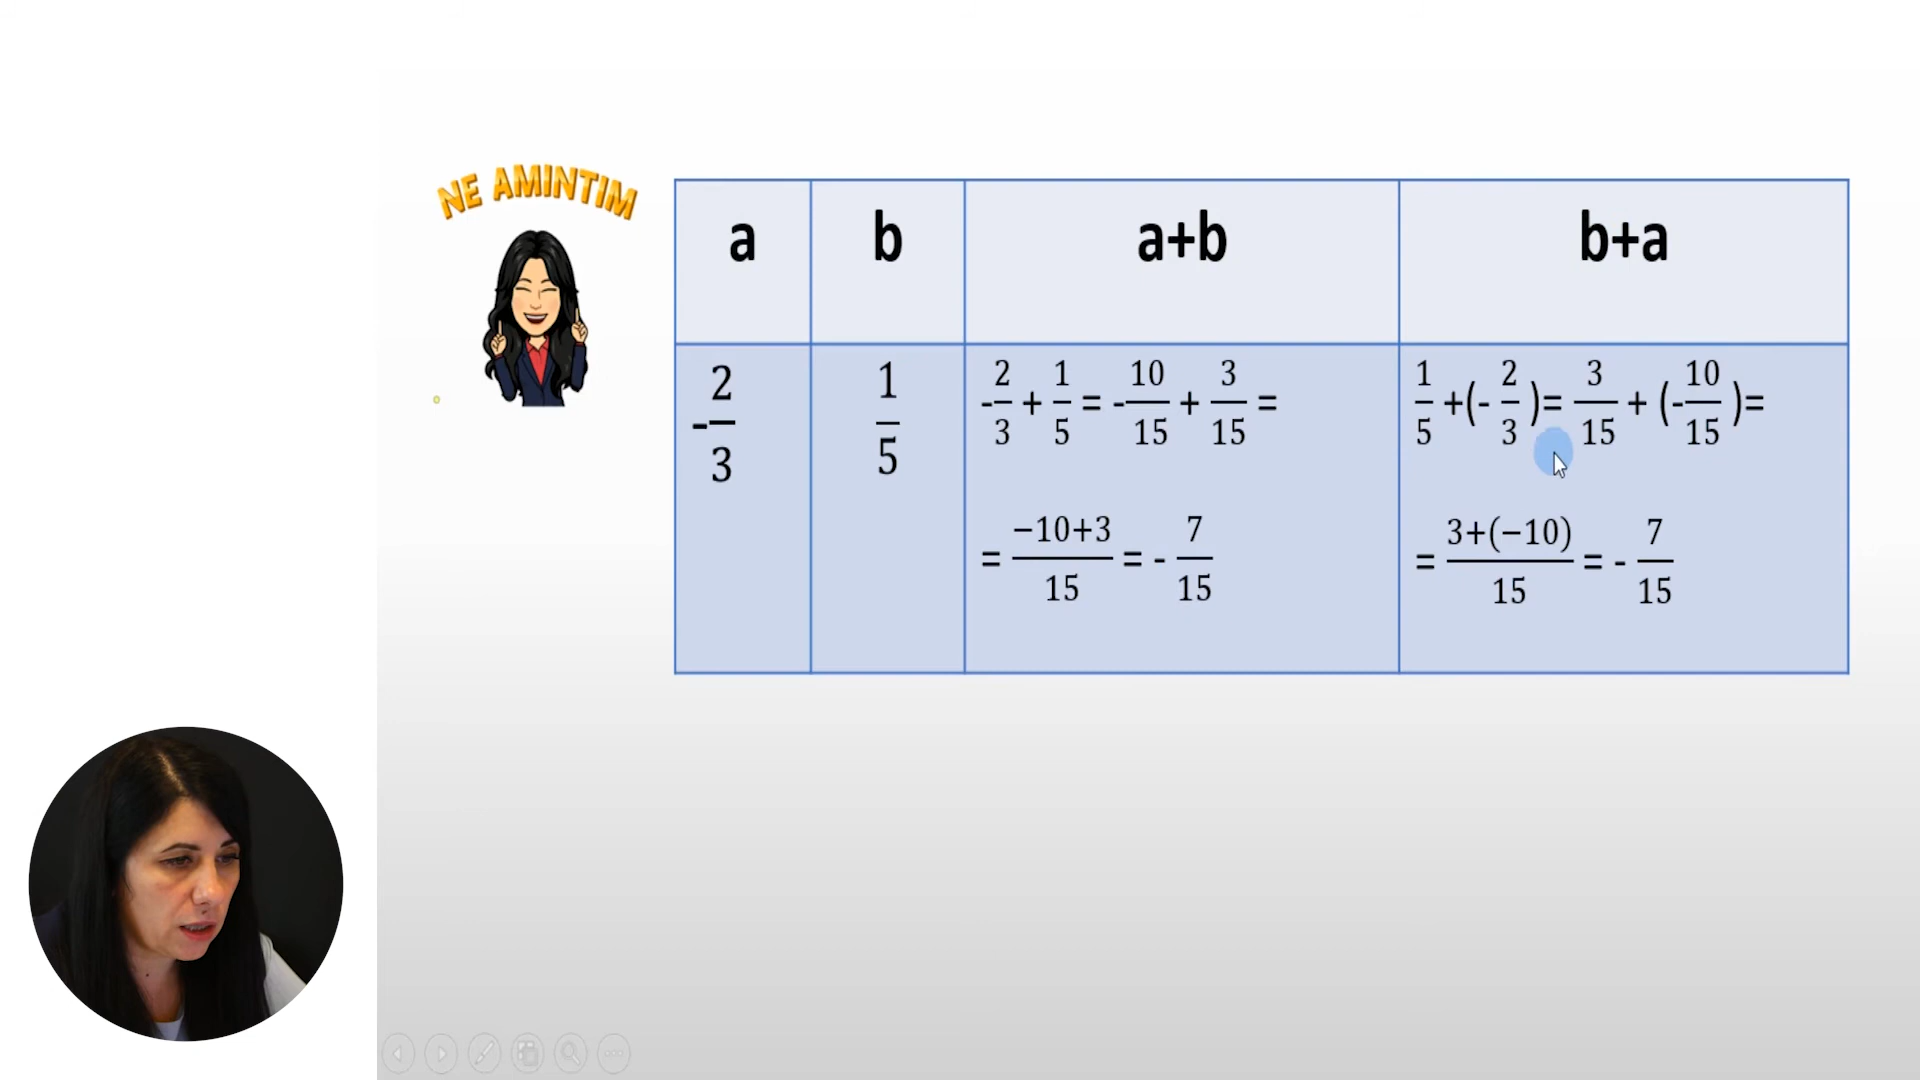 NE AMINTIM
a b a+b b+a
-2/3 1/5 -2/3 + 1/5 = -10/15 + 3/15 = 1/5 +(- 2/3 )= 3/15 + (-10/15 )=
= −10+3/15 = - 7/15 = 3+(−10)/15 = - 7/15